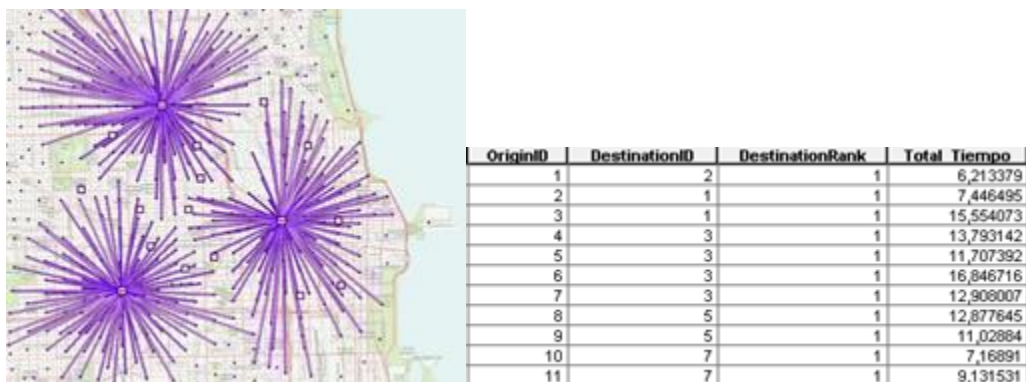 OriginID DestinationID DestinationRank Total_Tiempo
1 2 1 6,213379
2 1 1 7,446495
3 1 1 15,554073
4 3 1 13,793142
5 3 1 11,707392
6 3 1 16,846716
7 3 1 12,908007
8 5 1 12,877645
9 5 1 11,02884
10 7 1 7,16891
11 7 1 9,131531